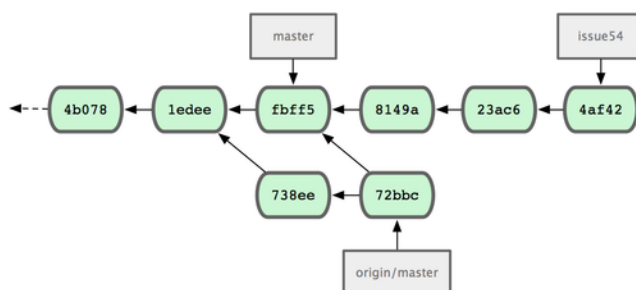 master
issue54
4b078
1edee
fbff5
8149a
23ac6
4af42
738ee
72bbc
origin/master